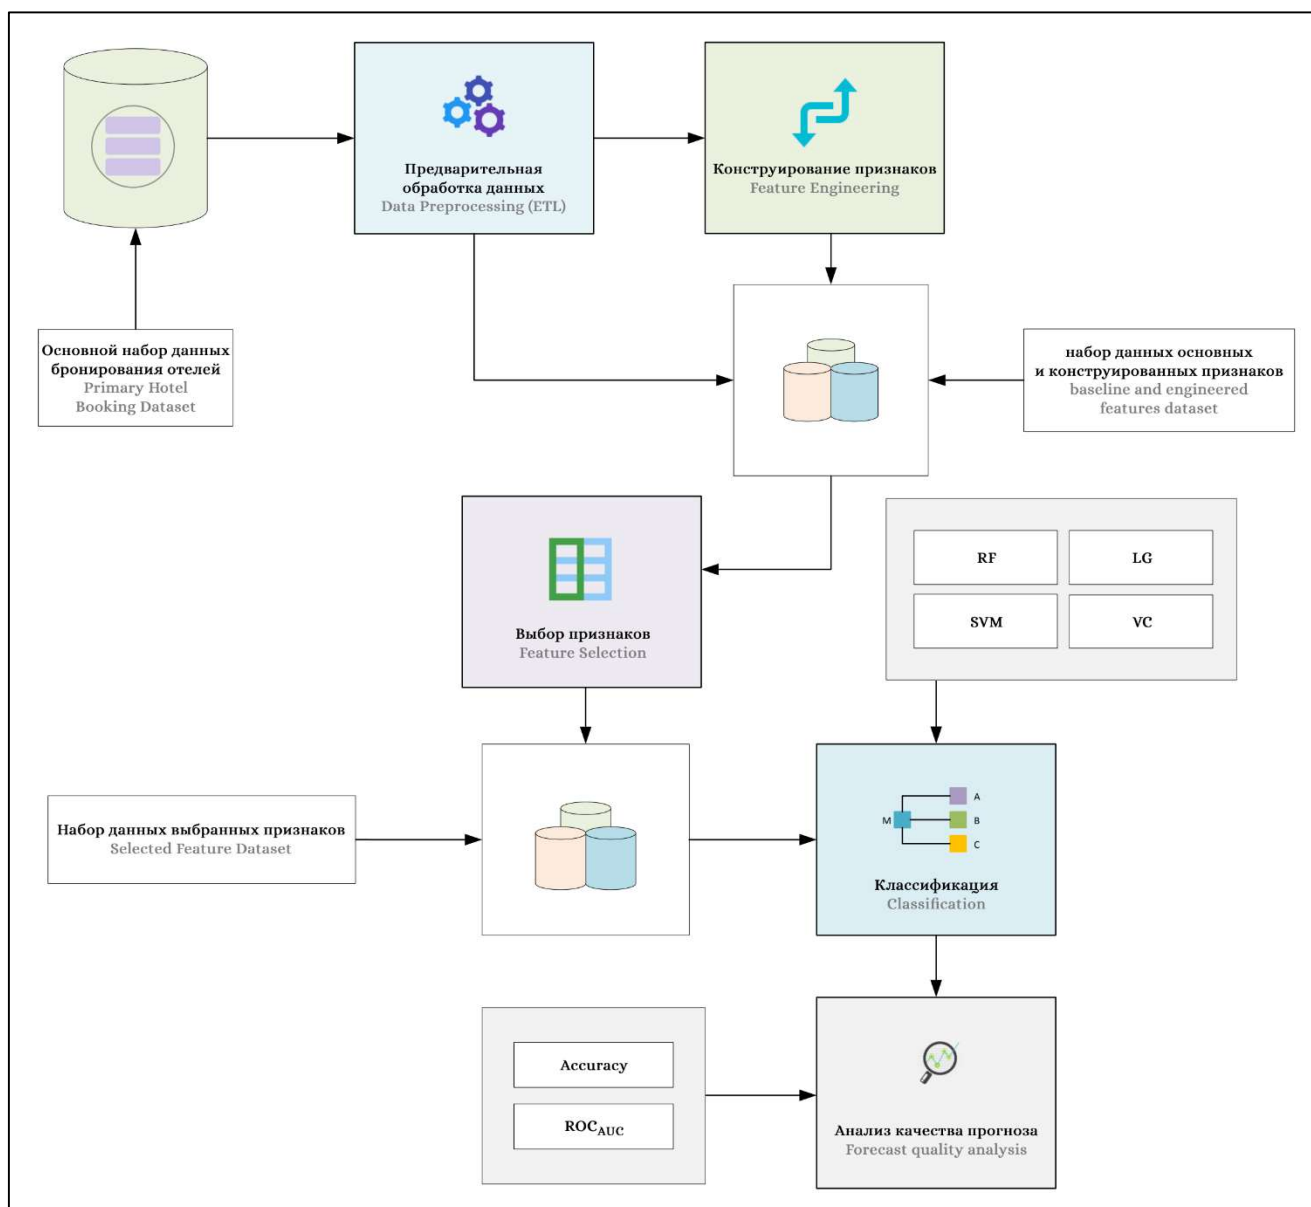 Предварительная
обработка данных
Data Preprocessing (ETL)
Конструирование признаков
Feature Engineering
Основной набор данных
бронирования отелей
Primary Hotel
Booking Dataset
набор данных основных
и конструированных признаков
baseline and engineered
features dataset
Выбор признаков
Feature Selection
RF
LG
SVM
VC
Набор данных выбранных признаков
Selected Feature Dataset
M
A
B
C
Классификация
Classification
Accuracy
ROC_AUC
Анализ качества прогноза
Forecast quality analysis